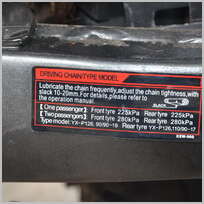 DRIVING CHAIN/TYPE MODEL
Lubricate the chain frequently,adjust the chain tightness,with
slack 10-20mm.For details,please refer to
the operation manual.
SLACK
【One passenger】: Front tyre 225kPa Rear tyre 225kPa
【Two passengers】: Front tyre 280kPa Rear tyre 280kPa
Type model: YX-P126, 90/90-18 Rear tyre YX-P121,110/90-17